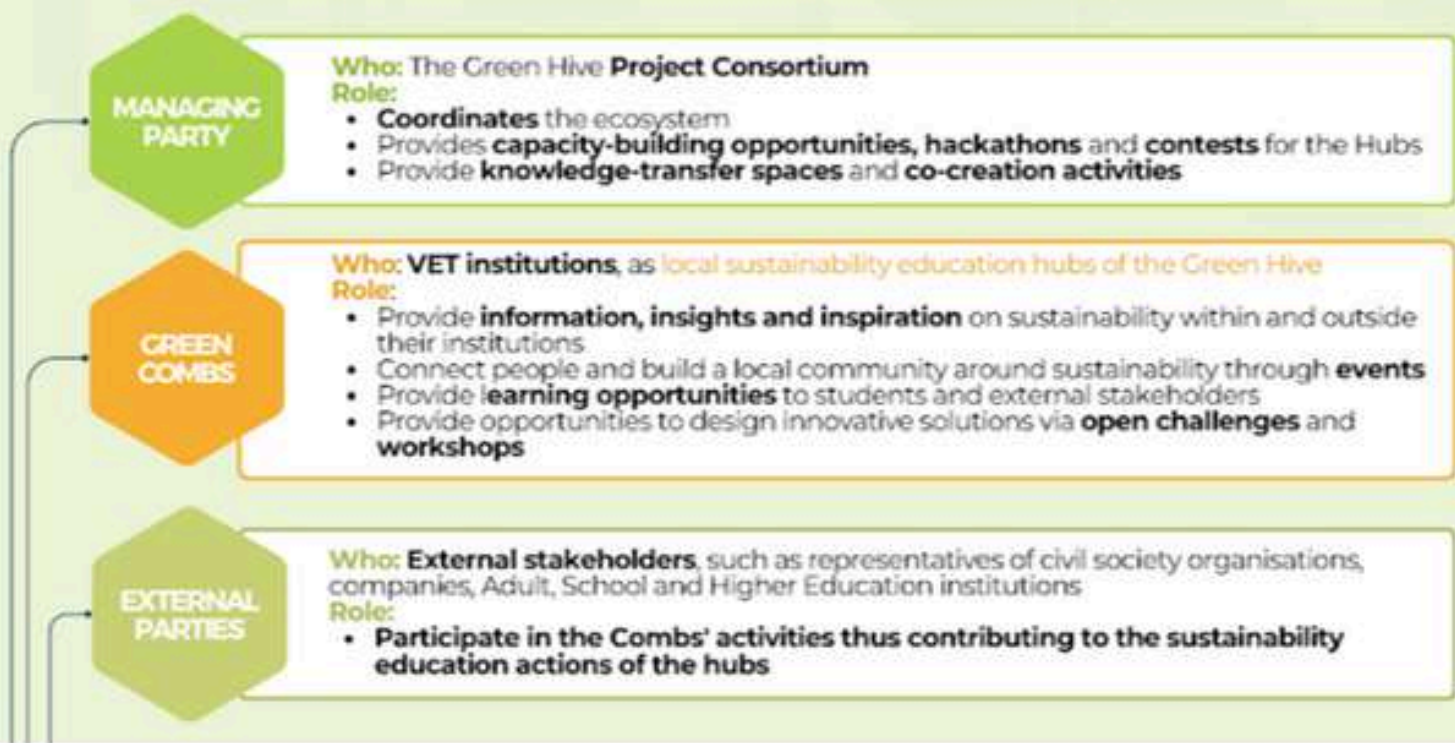 MANAGING
PARTY
Who: The Green Hive Project Consortium
Role:
• Coordinates the ecosystem
• Provides capacity-building opportunities, hackathons and contests for the Hubs
• Provide knowledge-transfer spaces and co-creation activities
GREEN
COMBS
Who: VET institutions, as local sustainability education hubs of the Green Hive
Role:
• Provide information, insights and inspiration on sustainability within and outside
their institutions
• Connect people and build a local community around sustainability through events
• Provide learning opportunities to students and external stakeholders
• Provide opportunities to design innovative solutions via open challenges and
workshops
EXTERNAL
PARTIES
Who: External stakeholders, such as representatives of civil society organisations,
companies, Adult, School and Higher Education institutions
Role:
• Participate in the Combs' activities thus contributing to the sustainability
education actions of the hubs